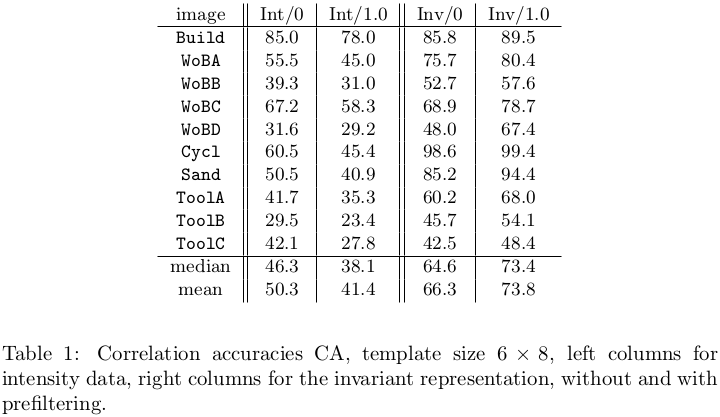 image Int/0 Int/1.0 Inv/0 Inv/1.0
Build 85.0 78.0 85.8 89.5
WoBA 55.5 45.0 75.7 80.4
WoBB 39.3 31.0 52.7 57.6
WoBC 67.2 58.3 68.9 78.7
WoBD 31.6 29.2 48.0 67.4
Cycl 60.5 45.4 98.6 99.4
Sand 50.5 40.9 85.2 94.4
ToolA 41.7 35.3 60.2 68.0
ToolB 29.5 23.4 45.7 54.1
ToolC 42.1 27.8 42.5 48.4
median 46.3 38.1 64.6 73.4
mean 50.3 41.4 66.3 73.8
Table 1: Correlation accuracies CA, template size 6 × 8, left columns for
intensity data, right columns for the invariant representation, without and with
prefiltering.